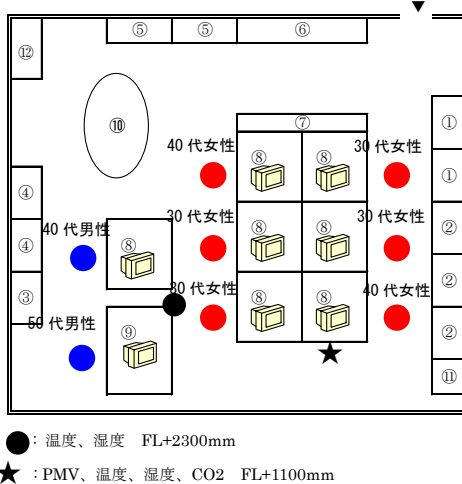 ⑤ ⑤ ⑥
⑫
⑩
⑦
①
40 代女性 ⑧ ⑧ 30 代女性
①
④
40 代男性 ⑧ 30 代女性 ⑧ ⑧ 30 代女性 ②
④
③ 30 代女性 ⑧ ⑧ 40 代女性 ②
50 代男性 ⑨ ②
⑪
: 温度、湿度 FL+2300mm
★ : PMV、温度、湿度、CO2 FL+1100mm